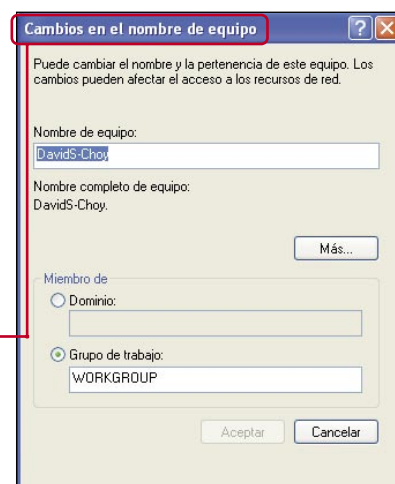 Cambios en el nombre de equipo
Puede cambiar el nombre y la pertenencia de este equipo. Los
cambios pueden afectar el acceso a los recursos de red.
Nombre de equipo:
DavidS-Choy
Nombre completo de equipo:
DavidS-Choy.
Más...
Miembro de
Dominio:
Grupo de trabajo:
WORKGROUP
Aceptar
Cancelar